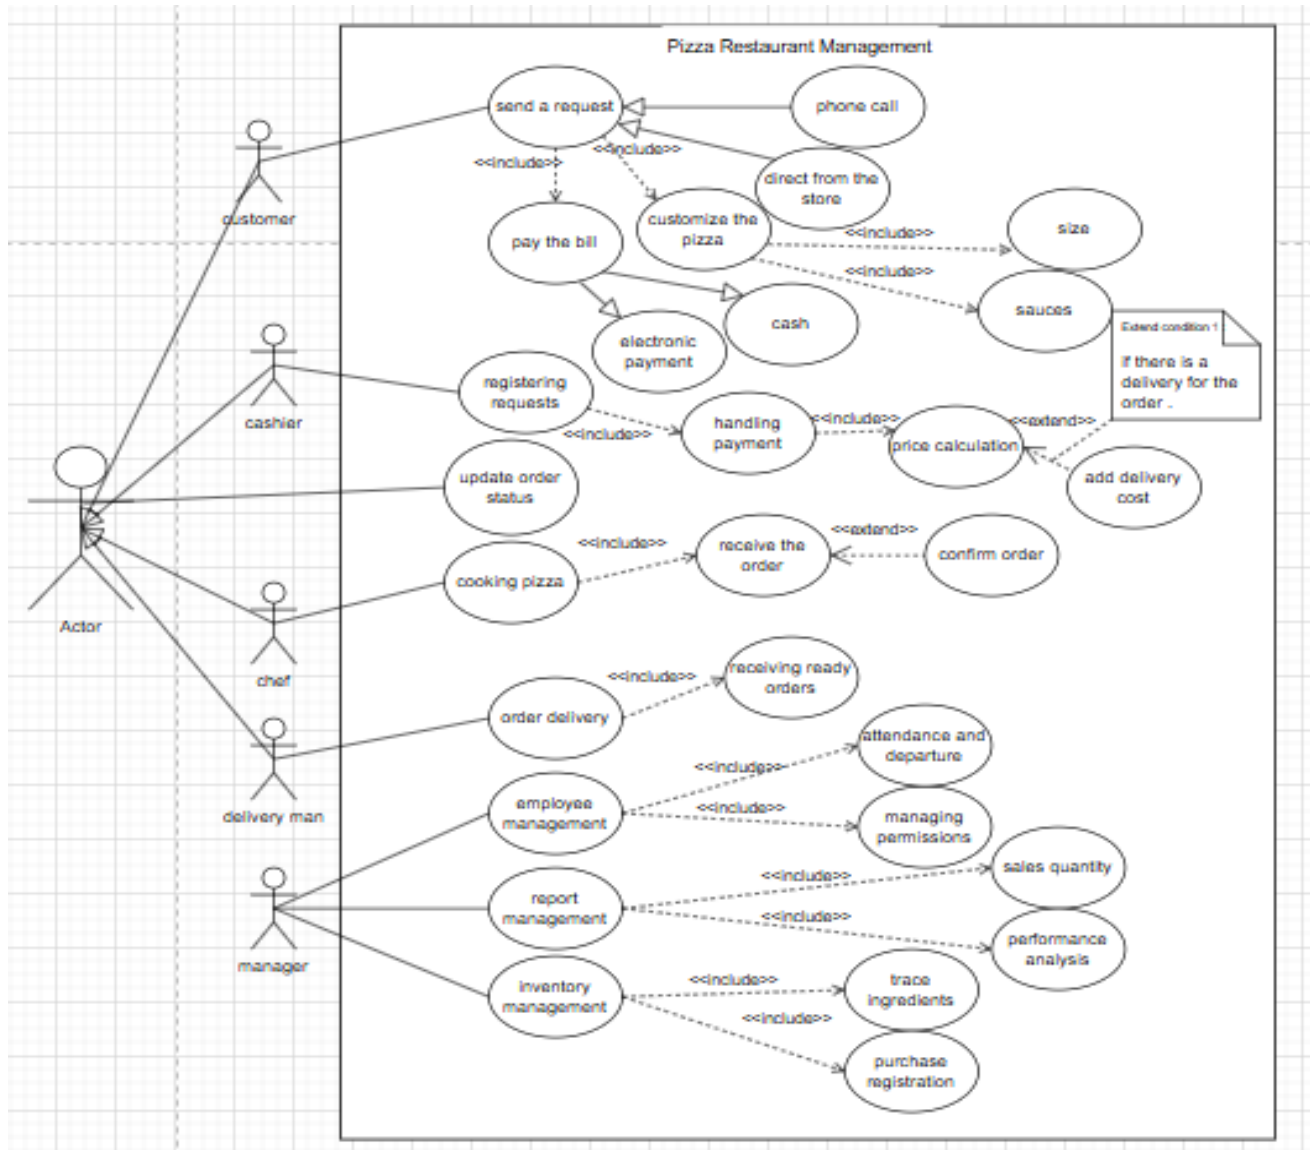 Pizza Restaurant Management
send a request
phone call
<<include>>
<<include>>
direct from the
store
customer
customize the
pizza
pay the bill
<<include>>
size
<<include>>
sauces
cash
electronic
payment
Extend condition 1
If there is a
delivery for the
order .
registering
requests
cashier
<<include>>
handling
payment
<<include>>
price calculation
<<extend>>
add delivery
cost
update order
status
Actor
cooking pizza
<<include>>
receive the
order
<<extend>>
confirm order
chef
order delivery
<<include>>
receiving ready
orders
delivery man
employee
management
<<include>>
attendance and
departure
<<include>>
managing
permissions
manager
report
management
<<include>>
sales quantity
<<include>>
performance
analysis
inventory
management
<<include>>
trace
ingredients
<<include>>
purchase
registration